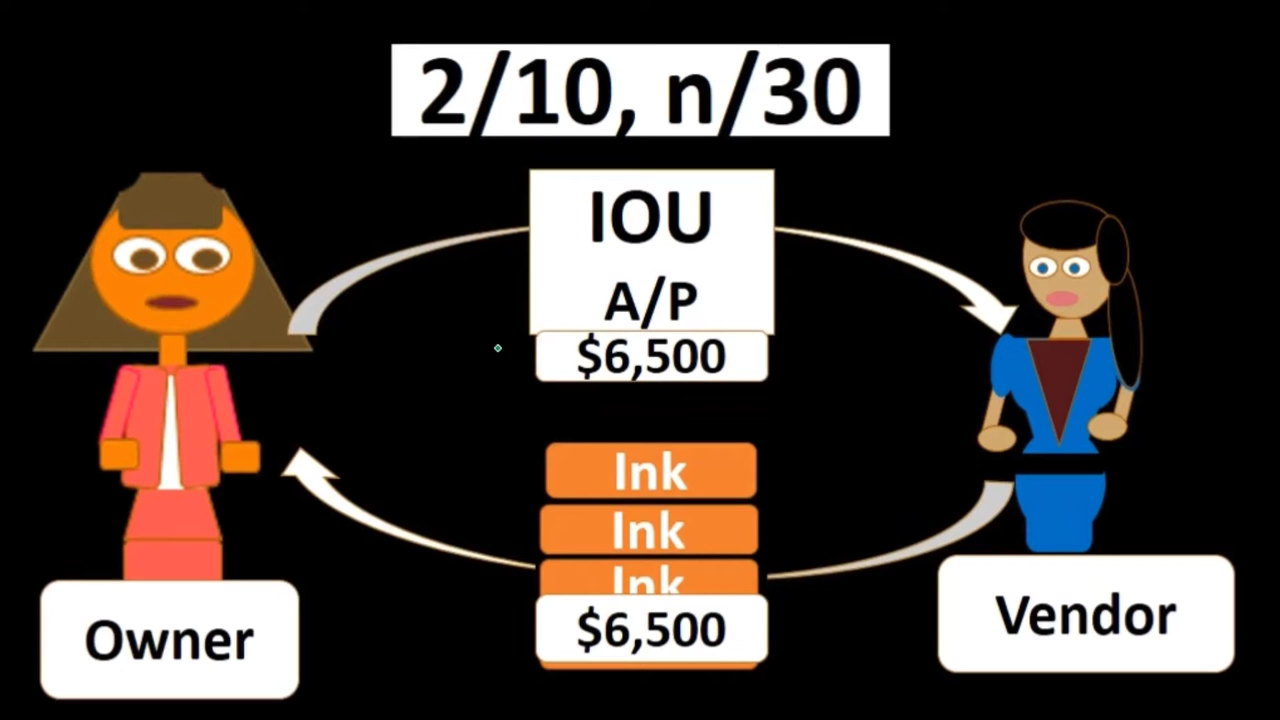 2/10, n/30
IOU
A/P
$6,500
Ink
Ink
Ink
$6,500
Owner
Vendor